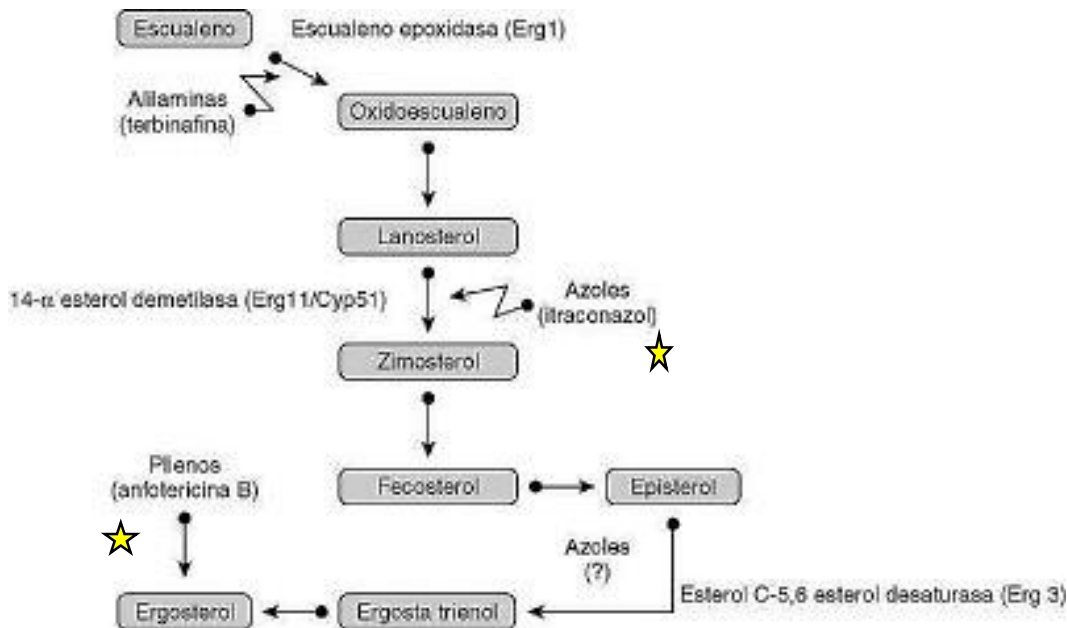 Escualeno
Escualeno epoxidasa (Erg1)
Alilaminas
(terbinafina)
Oxidoescualeno
Lanosterol
14-α esterol demetilasa (Erg11/Cyp51)
Azoles
(itraconazol)
Zimosterol
Plienos
(anfotericina B)
Fecosterol
Episterol
Azoles
(?)
Esterol C-5,6 esterol desaturasa (Erg 3)
Ergosterol
Ergosta trienol